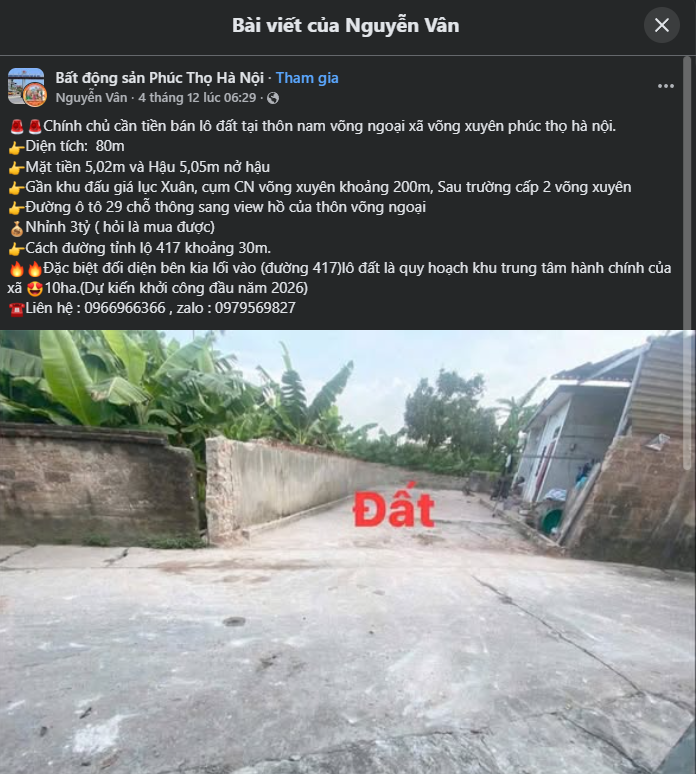 Bài viết của Nguyễn Vân
Bất động sản Phúc Thọ Hà Nội · Tham gia
Nguyễn Vân · 4 tháng 12 lúc 06:29 ·
🚨🚨Chính chủ cần tiền bán lô đất tại thôn nam võng ngoại xã võng xuyên phúc thọ hà nội.
👉Diện tích: 80m
👉Mặt tiền 5,02m và Hậu 5,05m nở hậu
👉Gần khu đấu giá lục Xuân, cụm CN võng xuyên khoảng 200m, Sau trường cấp 2 võng xuyên
👉Đường ô tô 29 chỗ thông sang view hồ của thôn võng ngoại
💰Nhỉnh 3tỷ ( hỏi là mua được)
👉Cách đường tỉnh lộ 417 khoảng 30m.
🔥🔥Đặc biệt đối diện bên kia lối vào (đường 417)lô đất là quy hoạch khu trung tâm hành chính của
xã 🤩10ha.(Dự kiến khởi công đầu năm 2026)
☎️Liên hệ : 0966966366 , zalo : 0979569827
Đất